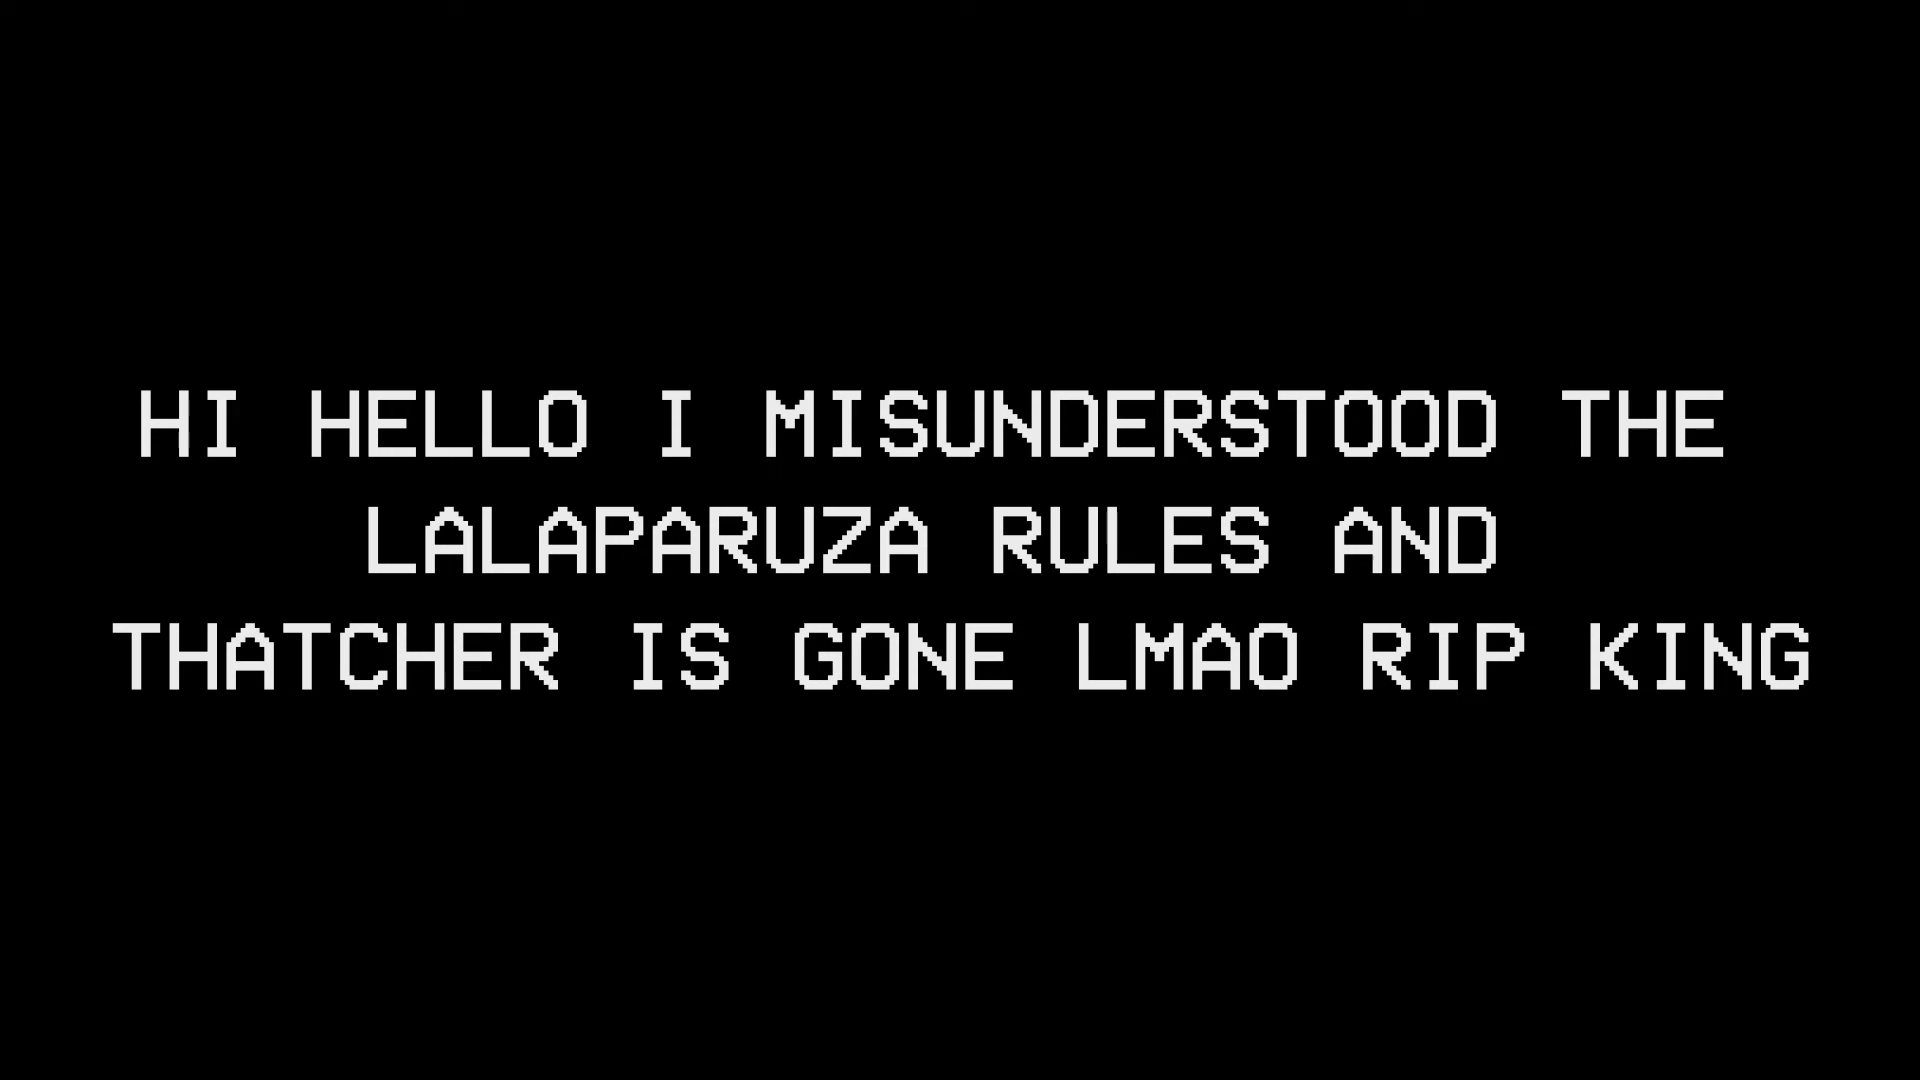 HI HELLO I MISUNDERSTOOD THE
LALAPARUZA RULES AND
THATCHER IS GONE LMAO RIP KING